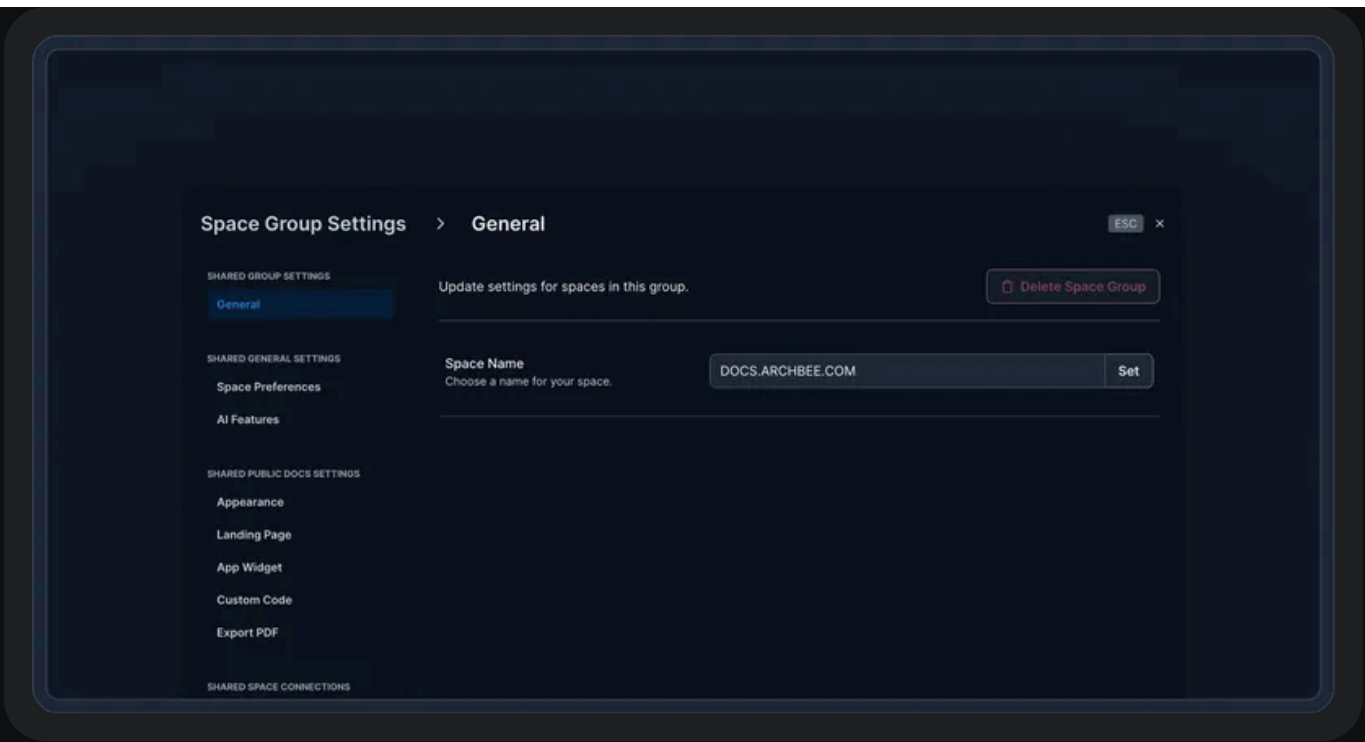 Space Group Settings > General
ESC ×
SHARED GROUP SETTINGS
General
SHARED GENERAL SETTINGS
Space Preferences
AI Features
SHARED PUBLIC DOCS SETTINGS
Appearance
Landing Page
App Widget
Custom Code
Export PDF
SHARED SPACE CONNECTIONS
Update settings for spaces in this group.
Delete Space Group
Space Name
Choose a name for your space.
DOCS.ARCHBEE.COM
Set